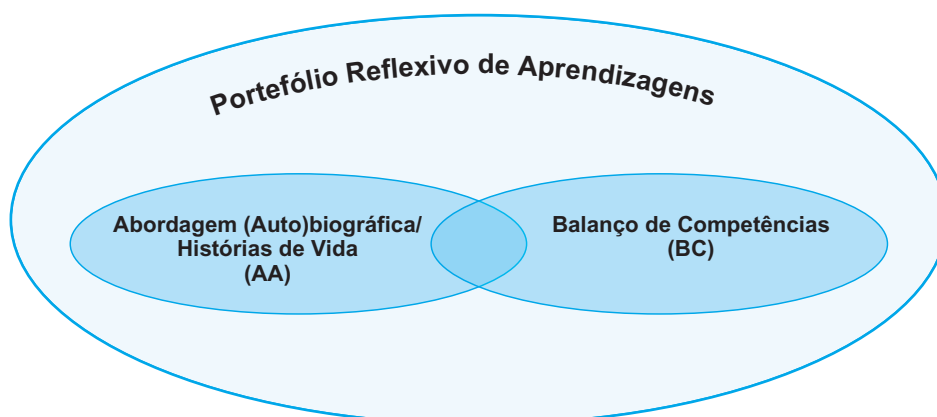 Portefólio Reflexivo de Aprendizagens
Abordagem (Auto)biográfica/
Histórias de Vida
(AA)
Balanço de Competências
(BC)